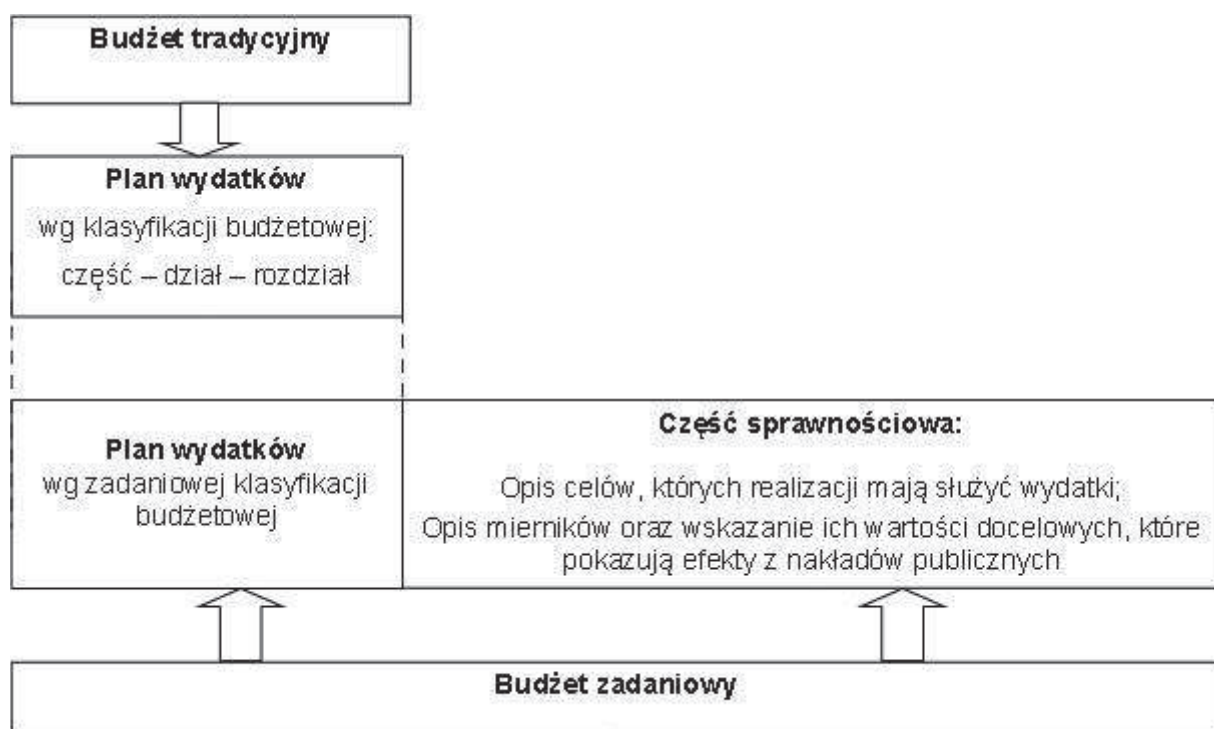 Budżet tradycyjny
Plan wydatków
wg klasyfikacji budżetowej:
część – dział – rozdział
Plan wydatków
wg zadaniowej klasyfikacji
budżetowej
Część sprawnościowa:
Opis celów, których realizacji mają służyć wydatki;
Opis mierników oraz wskazanie ich wartości docelowych, które
pokazują efekty z nakładów publicznych
Budżet zadaniowy